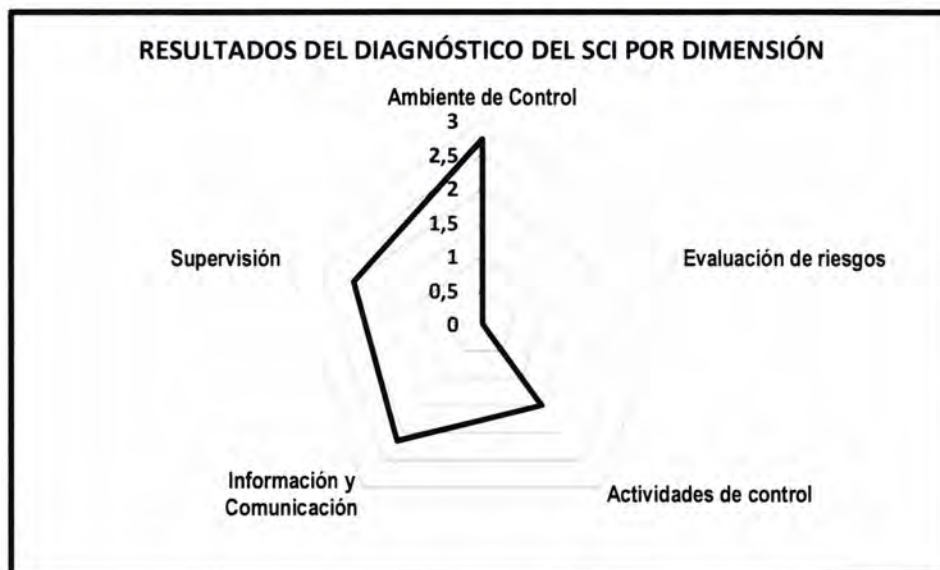 RESULTADOS DEL DIAGNÓSTICO DEL SCI POR DIMENSIÓN
Ambiente de Control
3
2,5
2
1,5
1
0,5
0
Supervisión
Evaluación de riesgos
Información y
Comunicación
Actividades de control